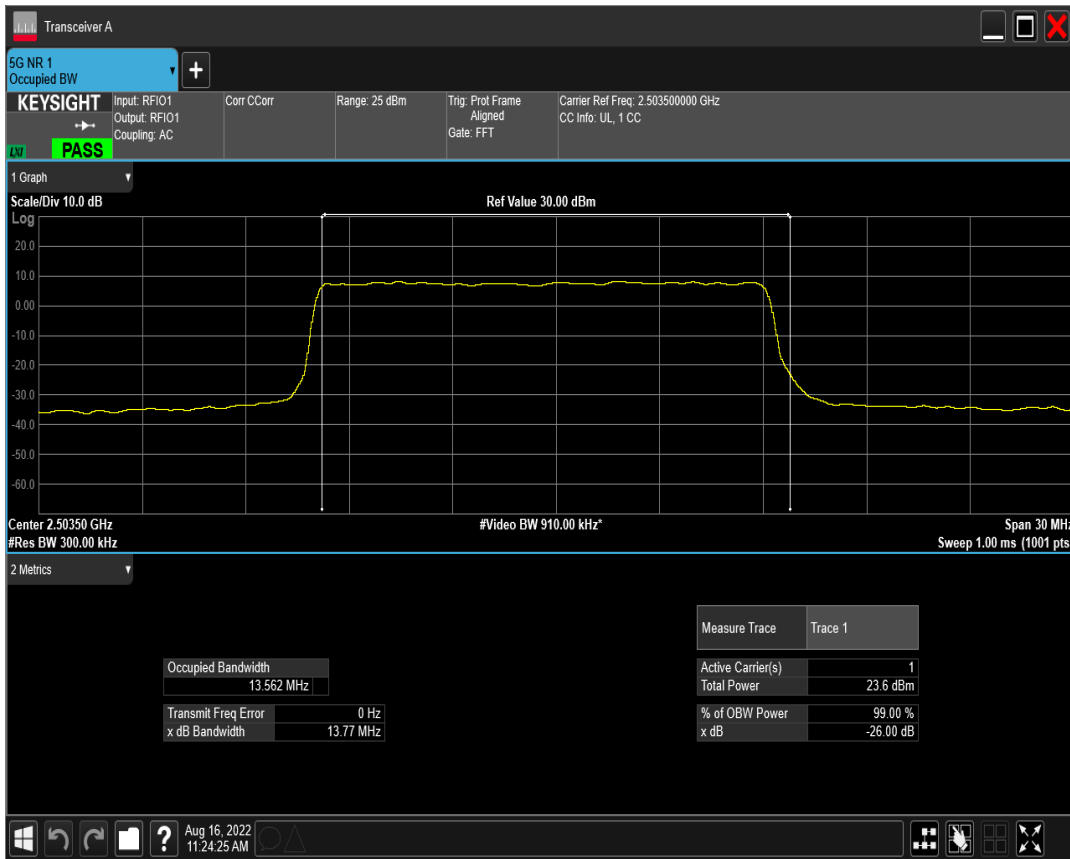 Transceiver A
5G NR 1
Occupied BW
+
KEYSIGHT
LXI
PASS
Input: RFIO1
Output: RFIO1
Coupling: AC
Corr CCorr
Range: 25 dBm
Trig: Prot Frame
Aligned
Gate: FFT
Carrier Ref Freq: 2.503500000 GHz
CC Info: UL, 1 CC
1 Graph
Scale/Div 10.0 dB
Ref Value 30.00 dBm
Log
20.0
10.0
0.00
-10.0
-20.0
-30.0
-40.0
-50.0
-60.0
Center 2.50350 GHz
#Video BW 910.00 kHz*
Span 30 MHz
#Res BW 300.00 kHz
Sweep 1.00 ms (1001 pts
2 Metrics
Measure Trace Trace 1
Occupied Bandwidth
13.562 MHz
Active Carrier(s) 1
Total Power 23.6 dBm
Transmit Freq Error 0 Hz
x dB Bandwidth 13.77 MHz
% of OBW Power 99.00 %
x dB -26.00 dB
?
Aug 16, 2022
11:24:25 AM